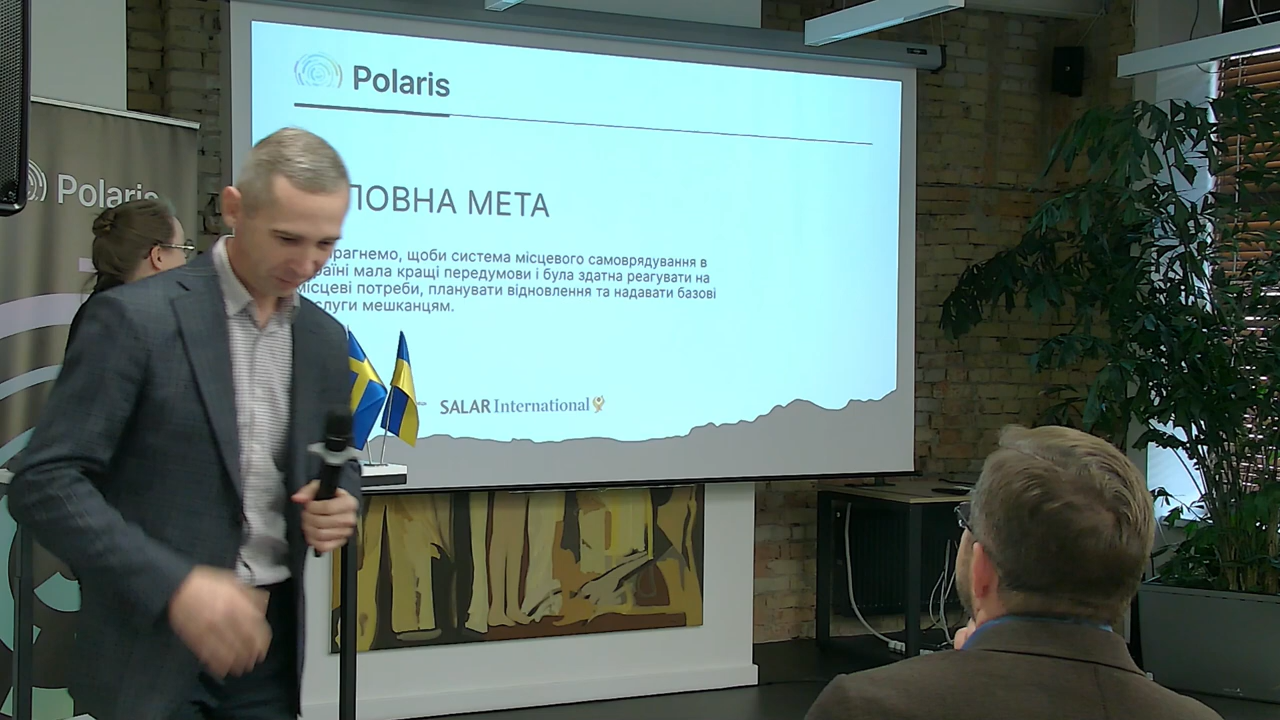 Polaris
Polaris
ЛОВНА МЕТА
рагнемо, щоби система місцевого самоврядування в
раїні мала кращі передумови і була здатна реагувати на
місцеві потреби, планувати відновлення та надавати базові
слуги мешканцям.
SALAR International